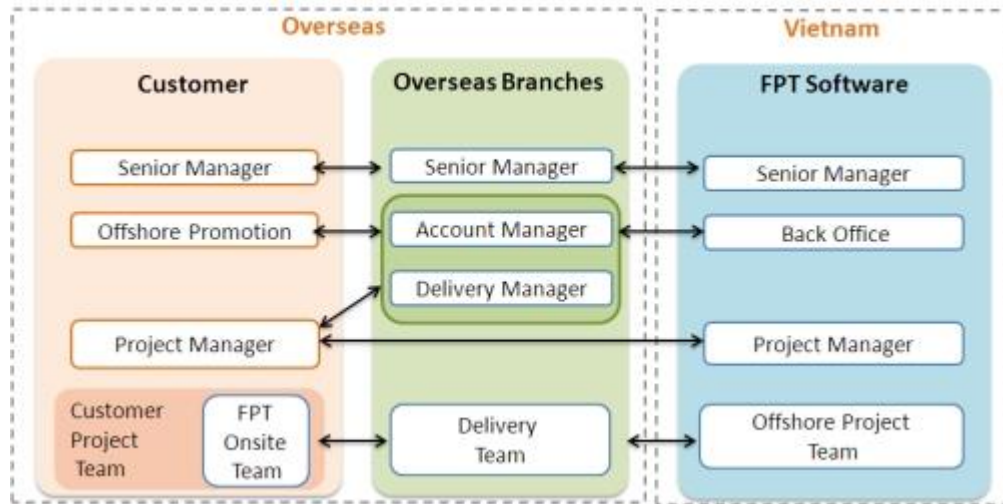 Overseas
Vietnam
Customer
Overseas Branches
FPT Software
Senior Manager
Senior Manager
Senior Manager
Offshore Promotion
Account Manager
Back Office
Delivery Manager
Project Manager
Project Manager
Customer
Project
Team
FPT
Onsite
Team
Delivery
Team
Offshore Project
Team